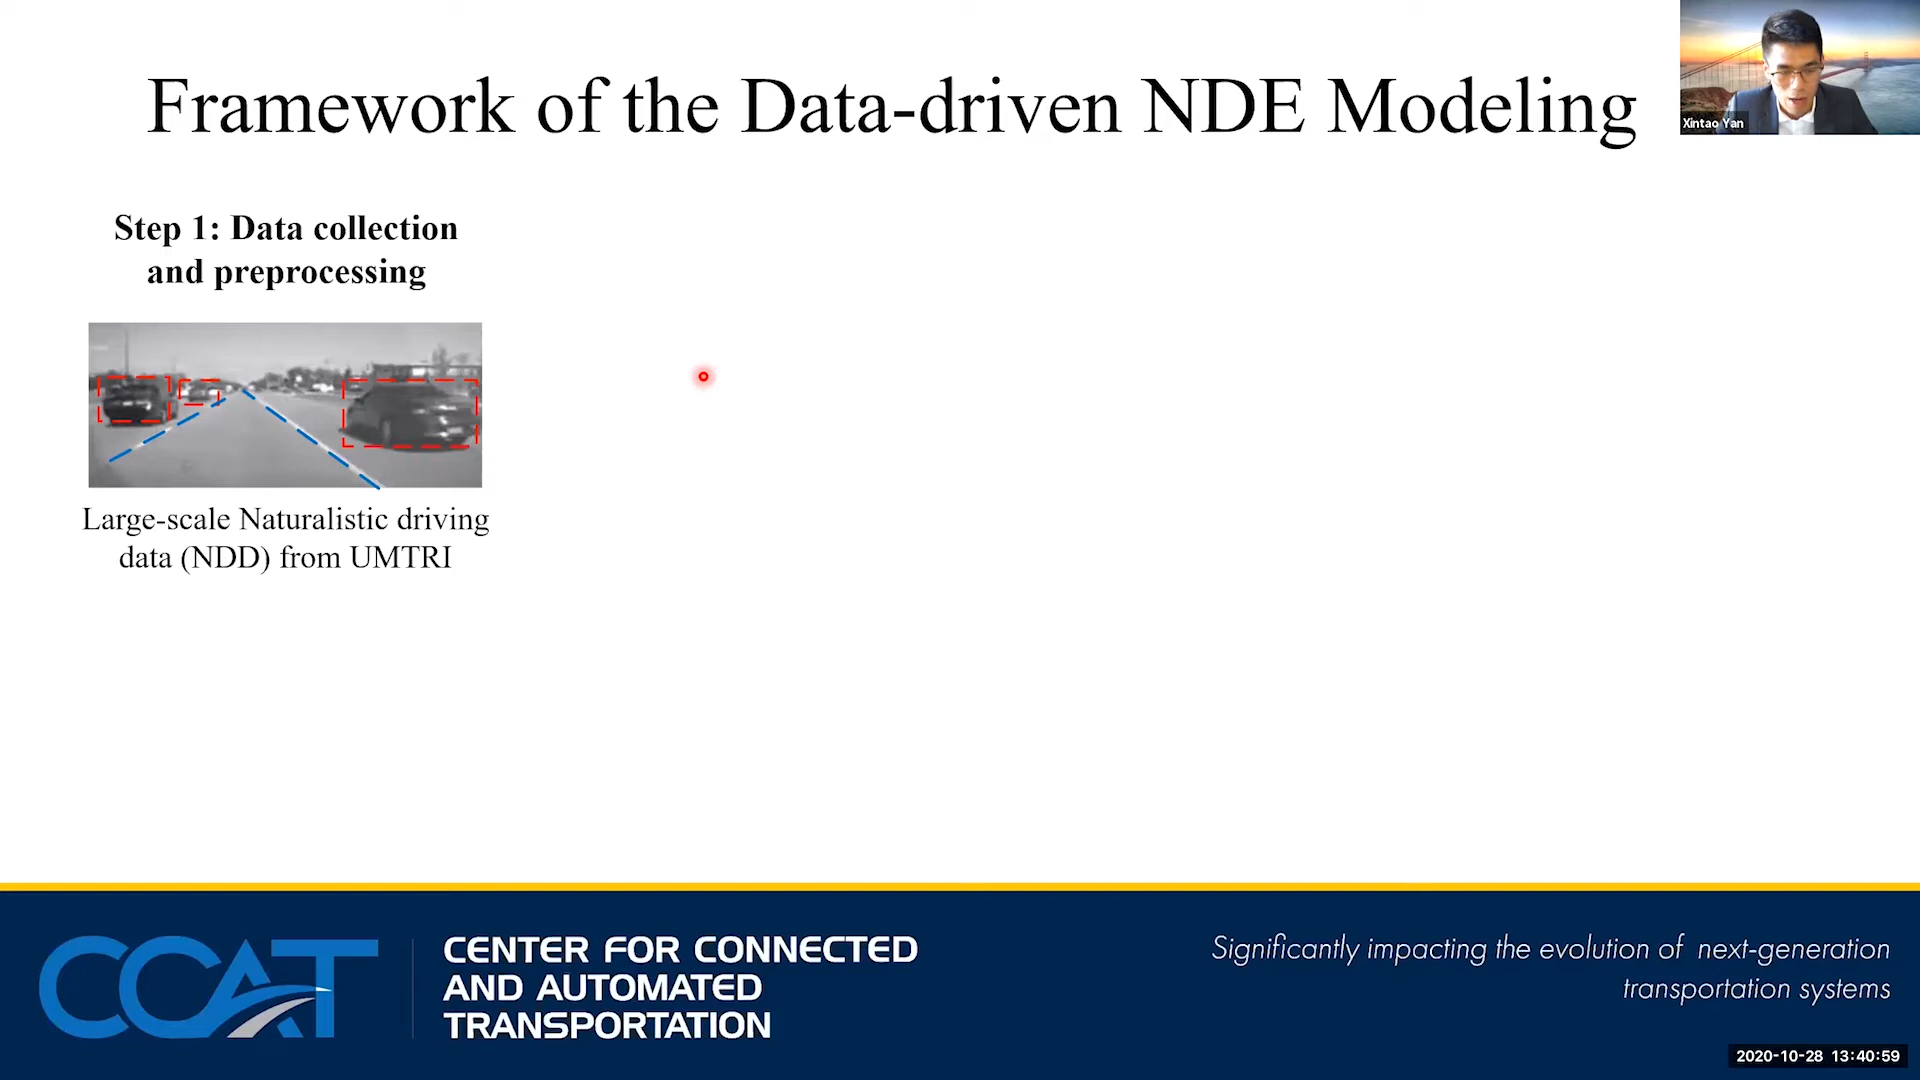 Framework of the Data-driven NDE Modeling
Xintao Yan
Step 1: Data collection
and preprocessing
Large-scale Naturalistic driving
data (NDD) from UMTRI
CCAT
CENTER FOR CONNECTED
AND AUTOMATED
TRANSPORTATION
Significantly impacting the evolution of next-generation
transportation systems
2020-10-28 13:40:59